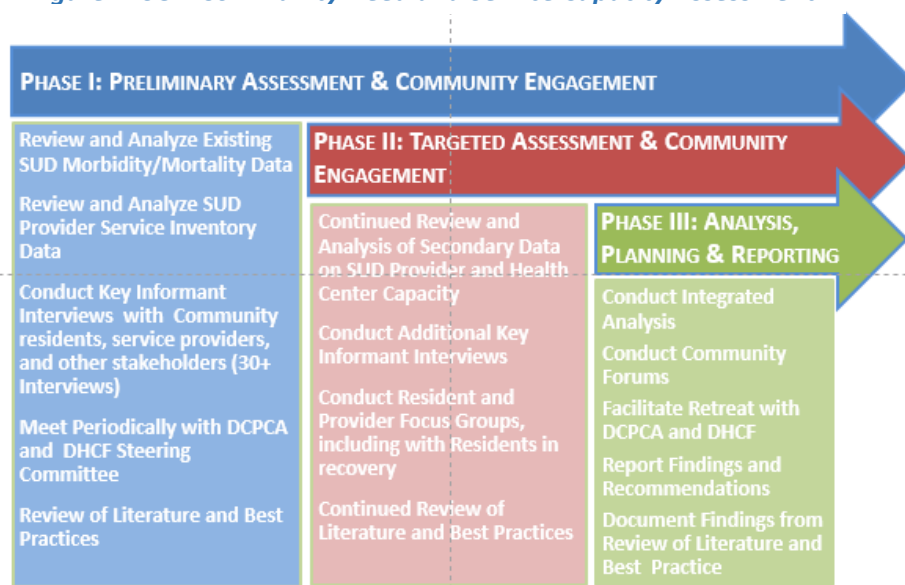 PHASE I: PRELIMINARY ASSESSMENT & COMMUNITY ENGAGEMENT
Review and Analyze Existing
SUD Morbidity/Mortality Data
Review and Analyze SUD
Provider Service Inventory
Data
Conduct Key Informant
Interviews with Community
residents, service providers,
and other stakeholders (30+
Interviews)
Meet Periodically with DCPCA
and DHCF Steering
Committee
Review of Literature and Best
Practices
PHASE II: TARGETED ASSESSMENT & COMMUNITY
ENGAGEMENT
Continued Review and
Analysis of Secondary Data
on SUD Provider and Health
Center Capacity
Conduct Additional Key
Informant Interviews
Conduct Resident and
Provider Focus Groups,
including with Residents in
recovery
Continued Review of
Literature and Best Practices
PHASE III: ANALYSIS,
PLANNING & REPORTING
Conduct Integrated
Analysis
Conduct Community
Forums
Facilitate Retreat with
DCPCA and DHCF
Report Findings and
Recommendations
Document Findings from
Review of Literature and
Best Practice